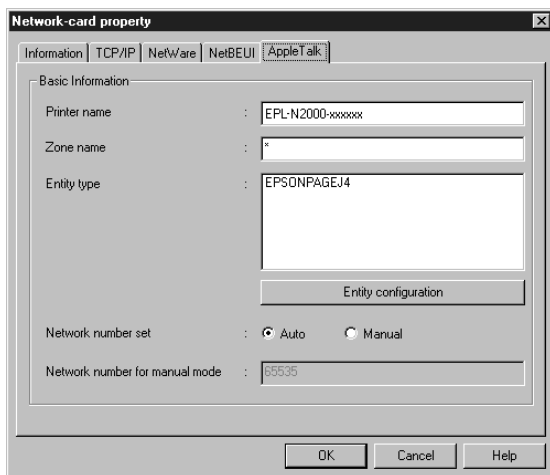 Network-card property
Information TCP/IP NetWare NetBEUI AppleTalk
Basic Information
Printer name : EPL-N2000-xxxxxx
Zone name : *
Entity type : EPSONPAGEJ4
Entity configuration
Network number set : Auto Manual
Network number for manual mode : 65535
OK Cancel Help